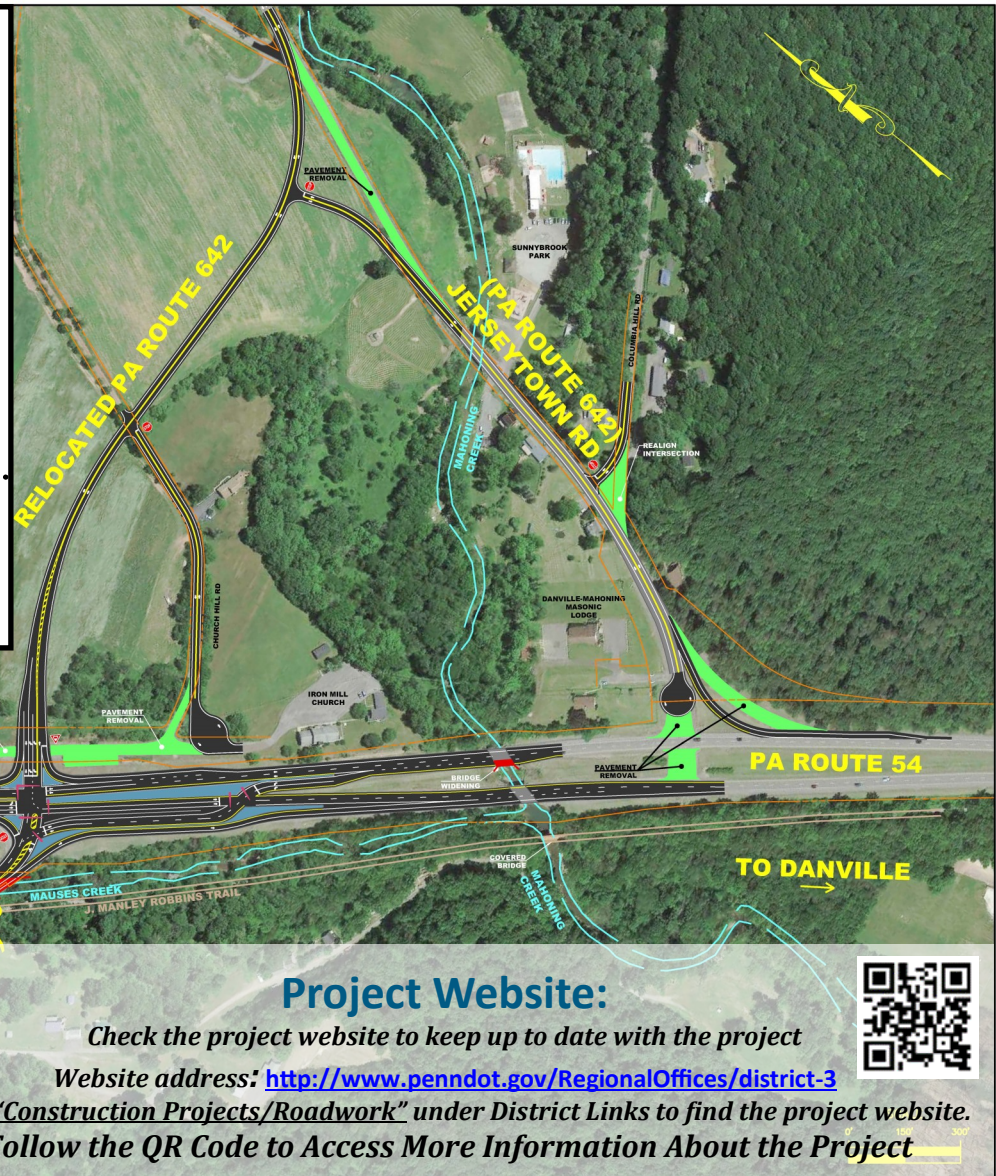 PAVEMENT
REMOVAL
SUNNYBROOK
PARK
RELOCATED PA ROUTE 642
(PA ROUTE 642)
JERSEYTOWN RD
COLUMBIA HILL RD
MAHONING
CREEK
REALIGN
INTERSECTION
CHURCH HILL RD
DANVILLE-MAHONING
MASONIC
LODGE
IRON MILL
CHURCH
PAVEMENT
REMOVAL
BRIDGE
WIDENING
PAVEMENT
REMOVAL
PA ROUTE 54
COVERED
BRIDGE
TO DANVILLE
MAUSES CREEK
J. MANLEY ROBBINS TRAIL
MAHONING
CREEK
Project Website:
Check the project website to keep up to date with the project
Website address: http://www.penndot.gov/RegionalOffices/district-3
"Construction Projects/Roadwork" under District Links to find the project website.
Follow the QR Code to Access More Information About the Project
0' 150' 300'